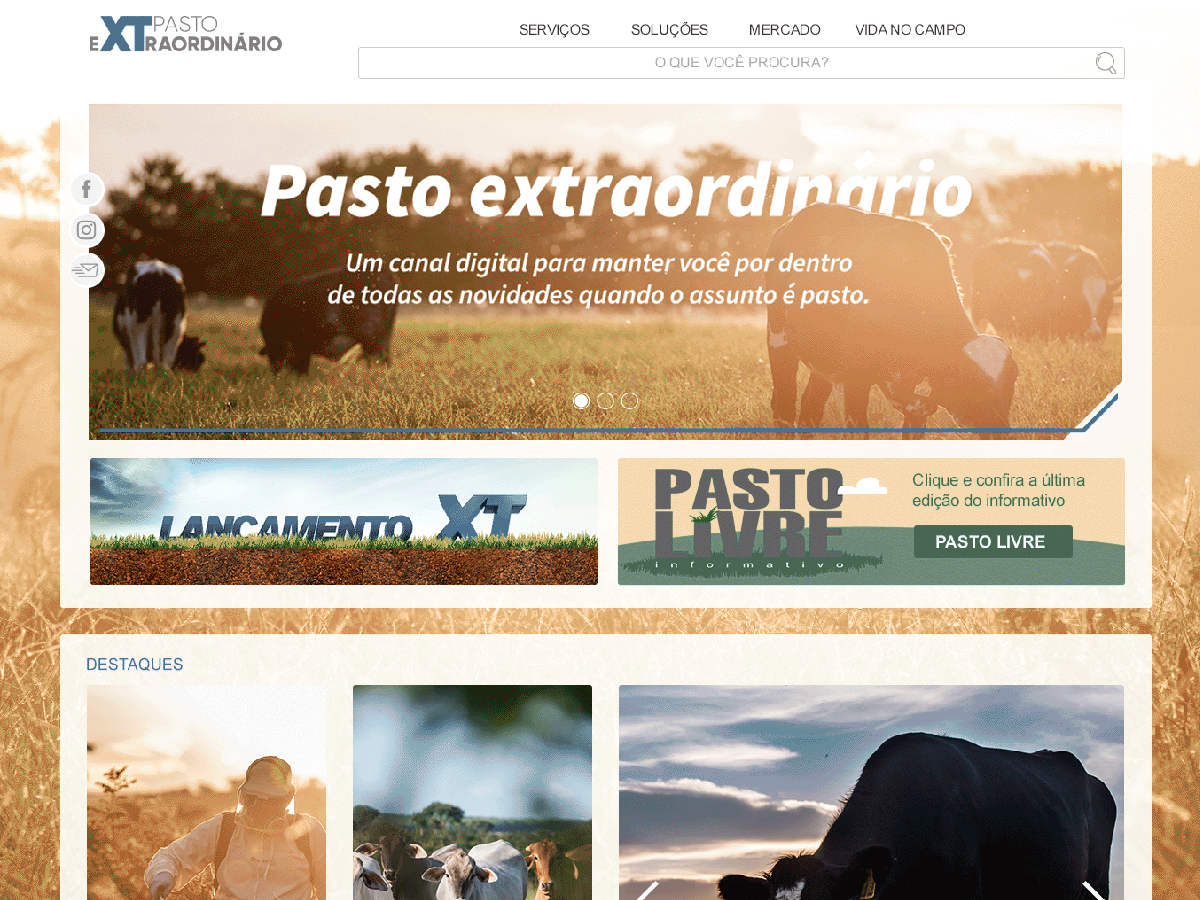 PASTO
EXTRAORDINÁRIO
SERVIÇOS
SOLUÇÕES
MERCADO
VIDA NO CAMPO
O QUE VOCÊ PROCURA?
Pasto extraordinário
Um canal digital para manter você por dentro
de todas as novidades quando o assunto é pasto.
LANÇAMENTO XT
PASTO
LIVRE
informativo
Clique e confira a última
edição do informativo
PASTO LIVRE
DESTAQUES